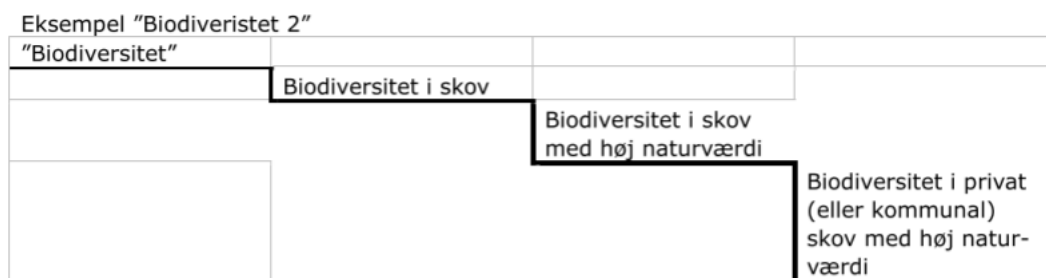 Eksempel ”Biodiveristet 2”
”Biodiversitet”
Biodiversitet i skov
Biodiversitet i skov
med høj naturværdi
Biodiversitet i privat
(eller kommunal)
skov med høj natur-
værdi